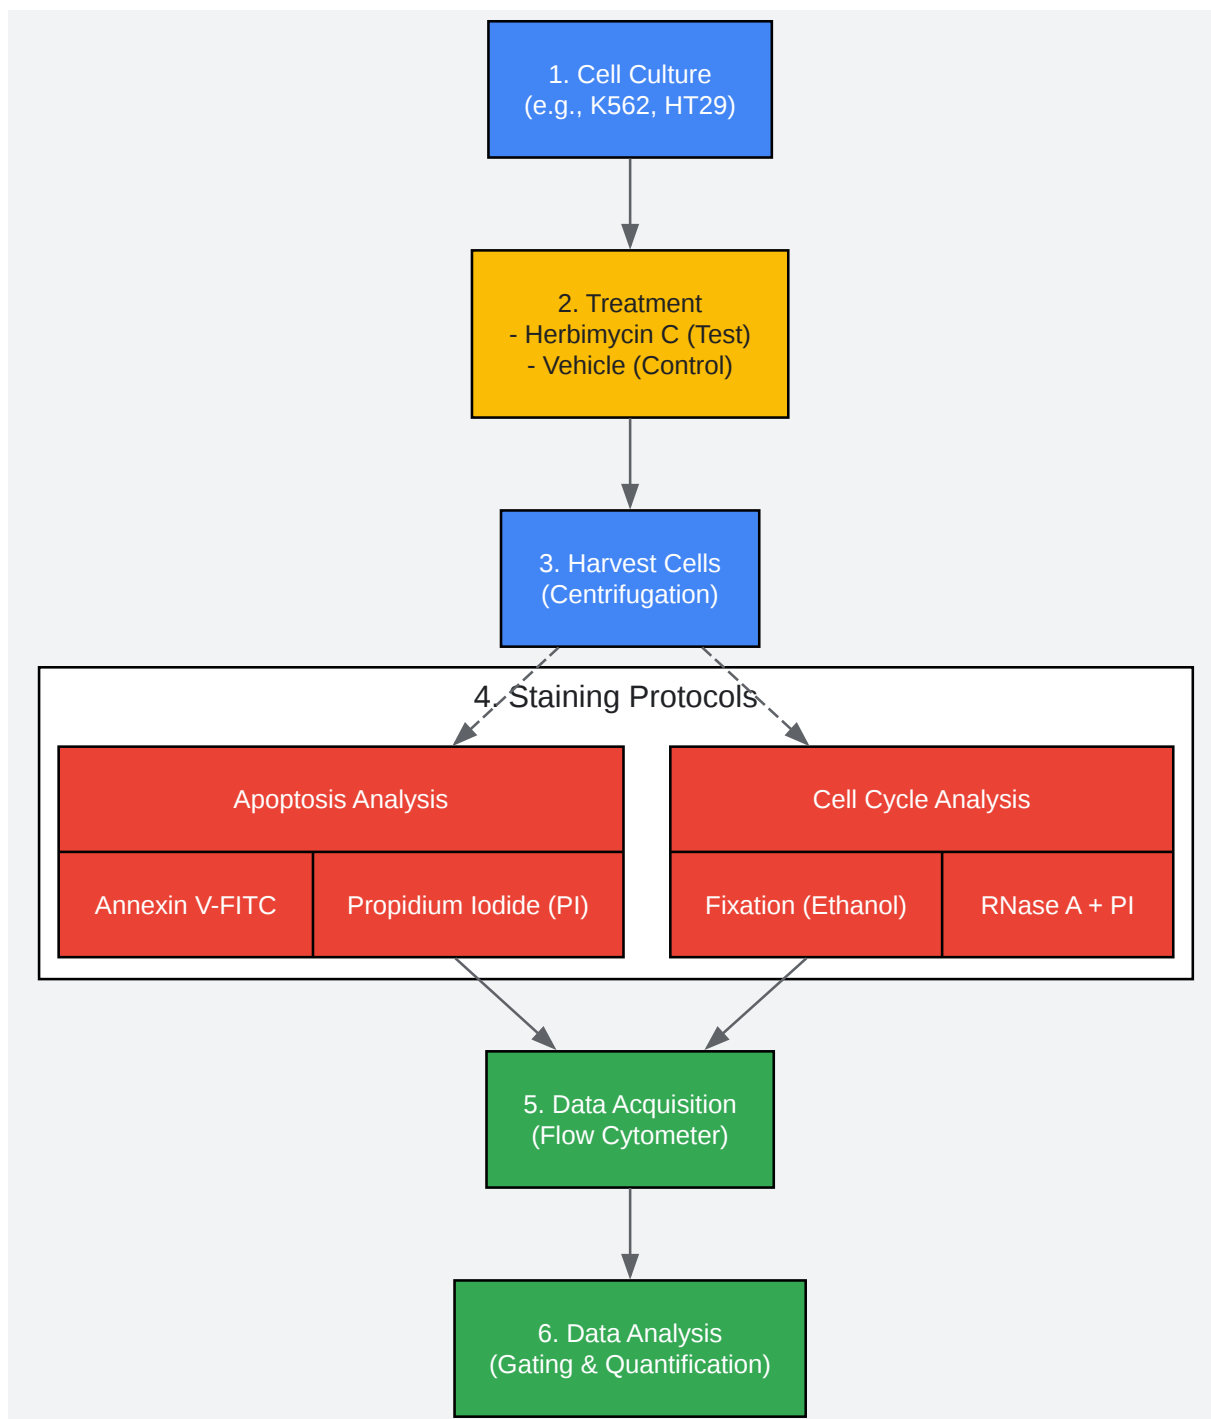 1. Cell Culture
(e.g., K562, HT29)
2. Treatment
- Herbimycin C (Test)
- Vehicle (Control)
3. Harvest Cells
(Centrifugation)
4. Staining Protocols
Apoptosis Analysis
Annexin V-FITC
Propidium Iodide (PI)
Cell Cycle Analysis
Fixation (Ethanol)
RNase A + PI
5. Data Acquisition
(Flow Cytometer)
6. Data Analysis
(Gating & Quantification)